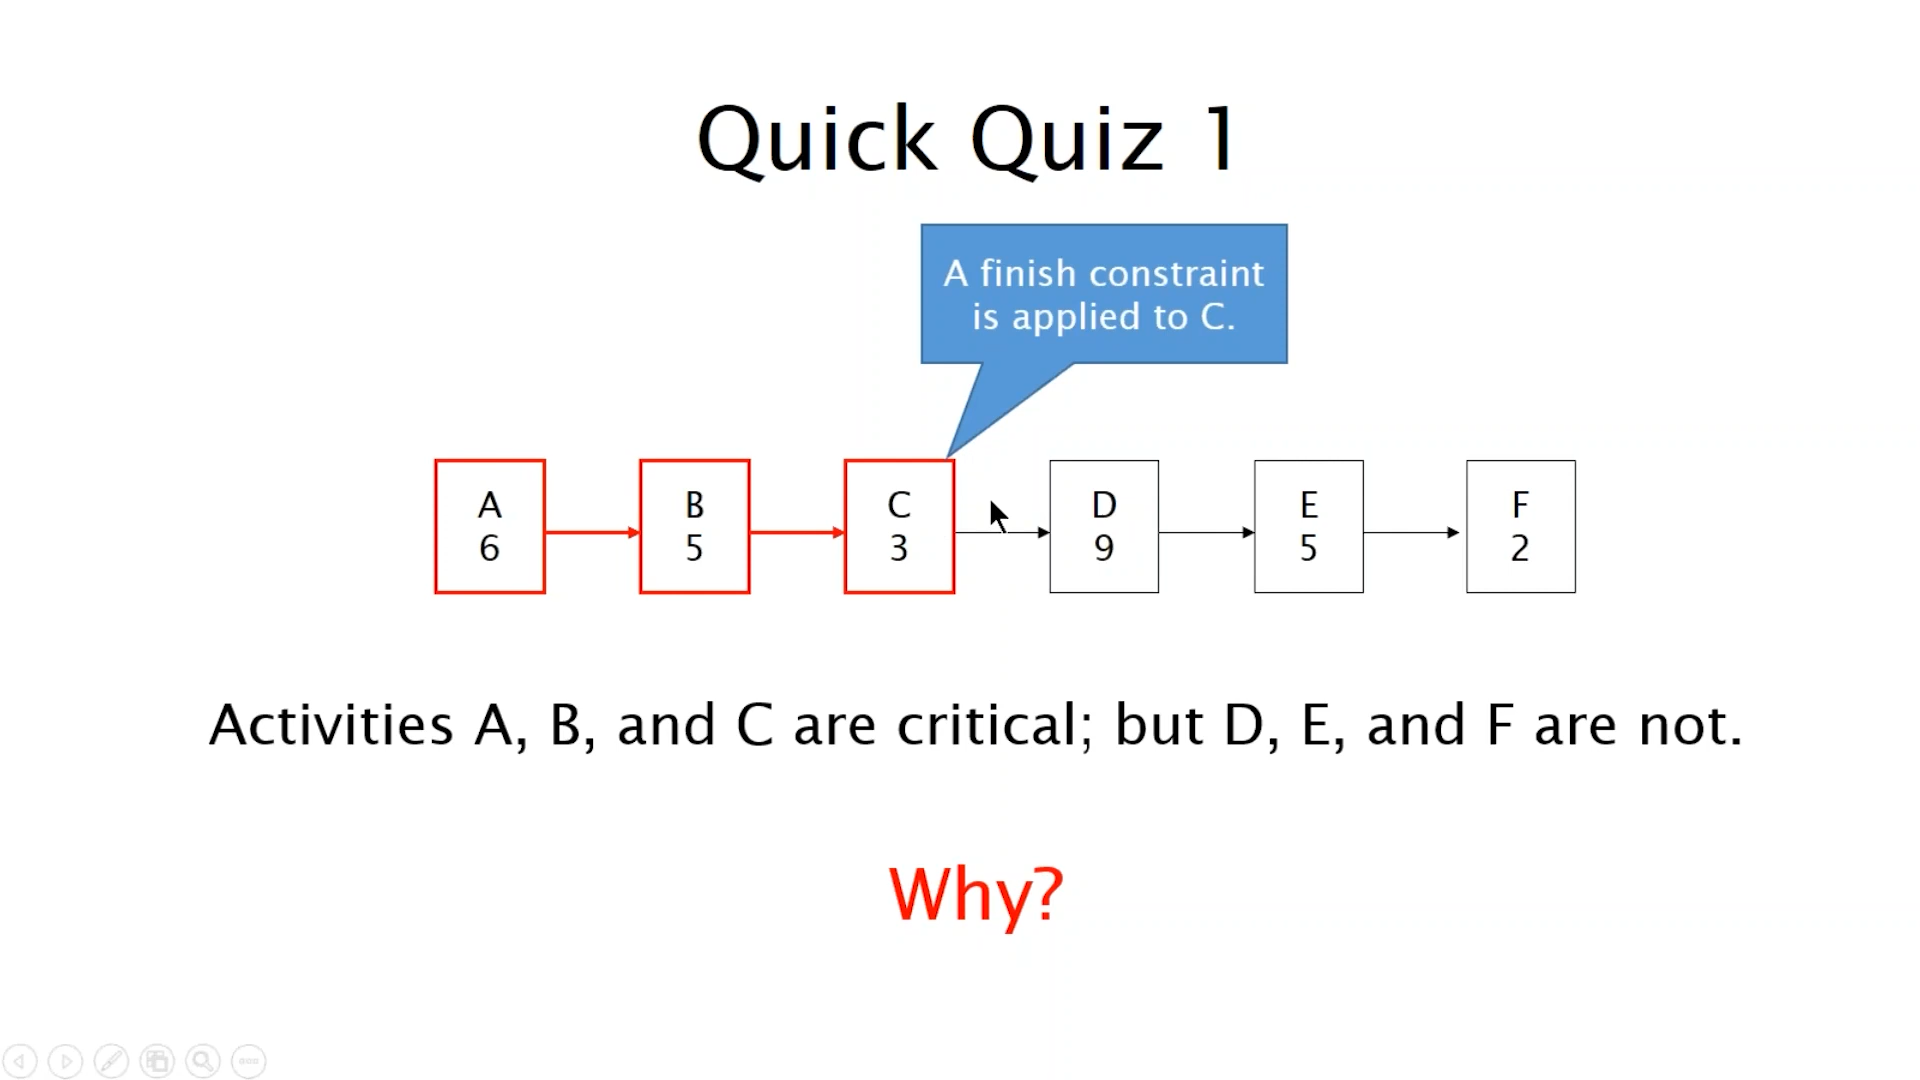 Quick Quiz 1
A finish constraint
is applied to C.
A
6
B
5
C
3
D
9
E
5
F
2
Activities A, B, and C are critical; but D, E, and F are not.
Why?